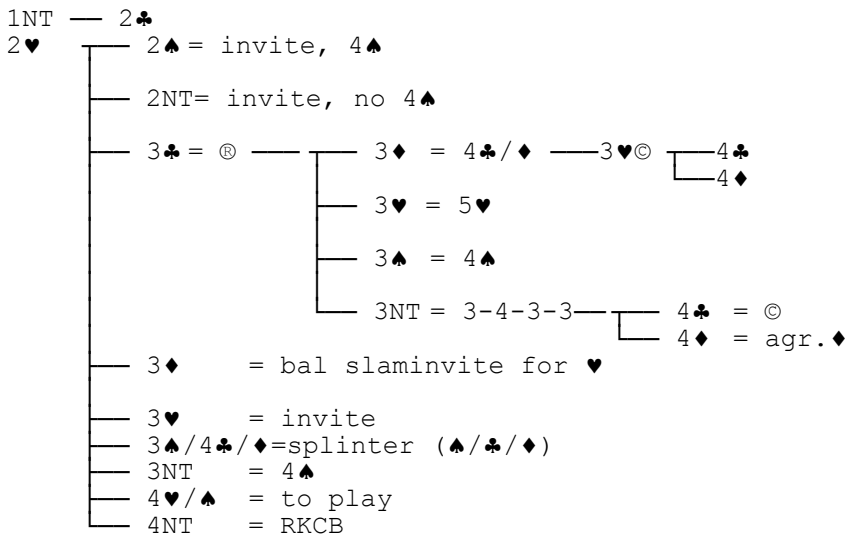 1NT — 2♣
2♥ 2♠ = invite, 4♠
2NT= invite, no 4♠
3♣ = ® 3♦ = 4♣/♦ 3♥© 4♣
4♦
3♥ = 5♥
3♠ = 4♠
3NT = 3-4-3-3 4♣ = ©
4♦ = agr.♦
3♦ = bal slaminvite for ♥
3♥ = invite
3♠/4♣/♦=splinter (♠/♣/♦)
3NT = 4♠
4♥/♠ = to play
4NT = RKCB